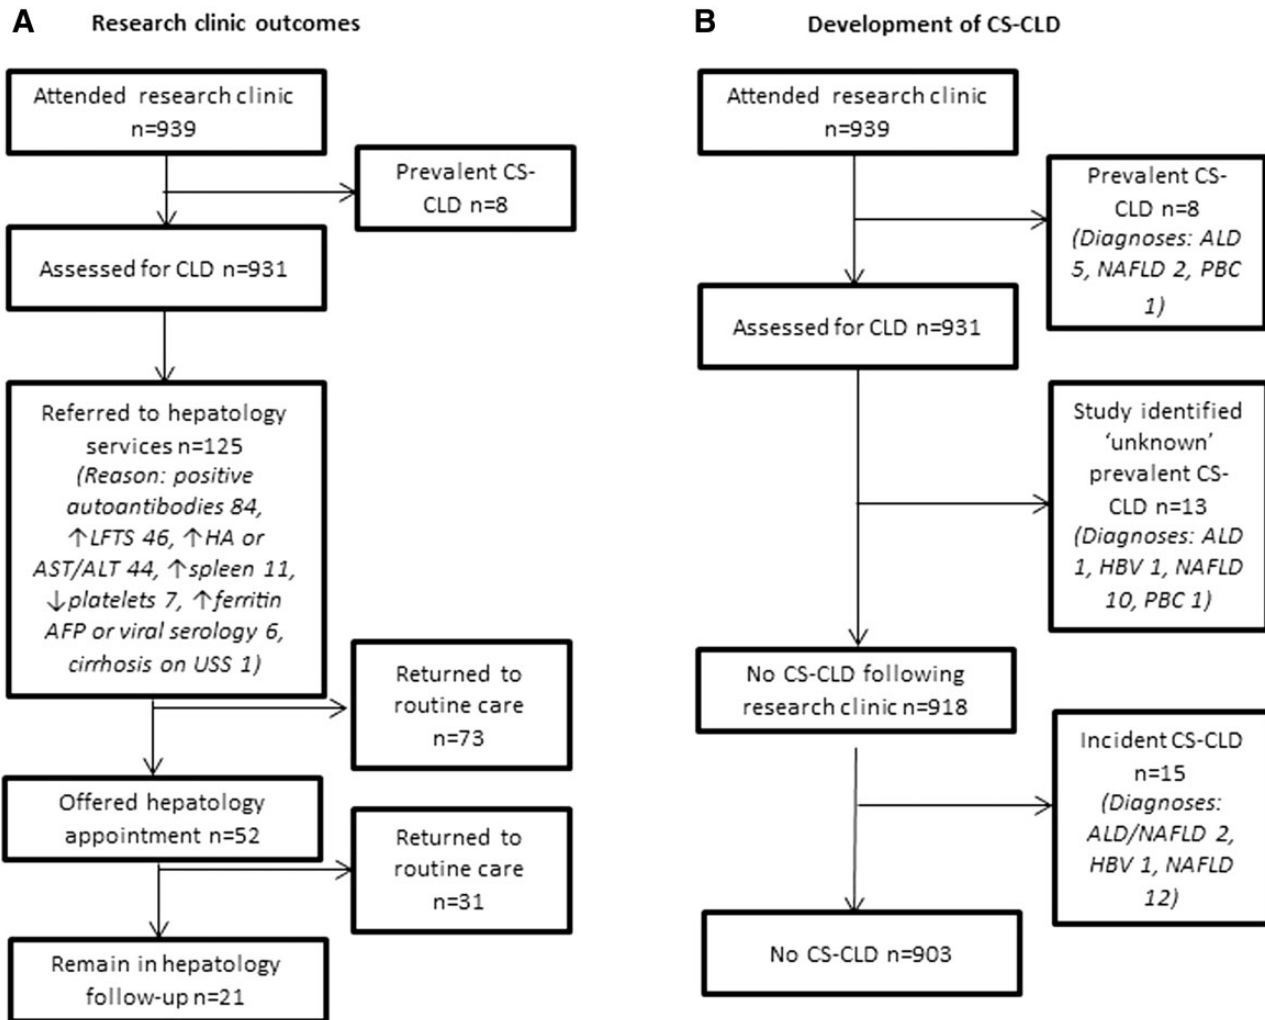 A
Research clinic outcomes
Attended research clinic
n=939
Prevalent CS-
CLD n=8
Assessed for CLD n=931
Referred to hepatology
services n=125
(Reason: positive
autoantibodies 84,
↑LFTS 46, ↑HA or
AST/ALT 44, ↑spleen 11,
↓platelets 7, ↑ferritin
AFP or viral serology 6,
cirrhosis on USS 1)
Returned to
routine care
n=73
Offered hepatology
appointment n=52
Returned to
routine care
n=31
Remain in hepatology
follow-up n=21
B
Development of CS-CLD
Attended research clinic
n=939
Prevalent CS-
CLD n=8
(Diagnoses: ALD
5, NAFLD 2, PBC
1)
Assessed for CLD n=931
Study identified
‘unknown’
prevalent CS-
CLD n=13
(Diagnoses: ALD
1, HBV 1, NAFLD
10, PBC 1)
No CS-CLD following
research clinic n=918
Incident CS-CLD
n=15
(Diagnoses:
ALD/NAFLD 2,
HBV 1, NAFLD
12)
No CS-CLD n=903